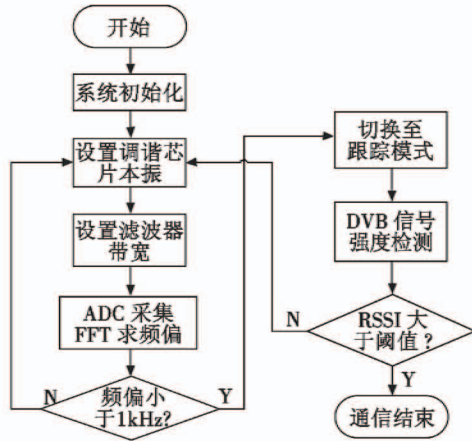 开始
系统初始化
设置调谐芯
片本振
设置滤波器
带宽
ADC 采集
FFT 求频偏
频偏小
于1kHz?
N
Y
切换至
跟踪模式
DVB 信号
强度检测
RSSI 大
于阈值？
N
Y
通信结束